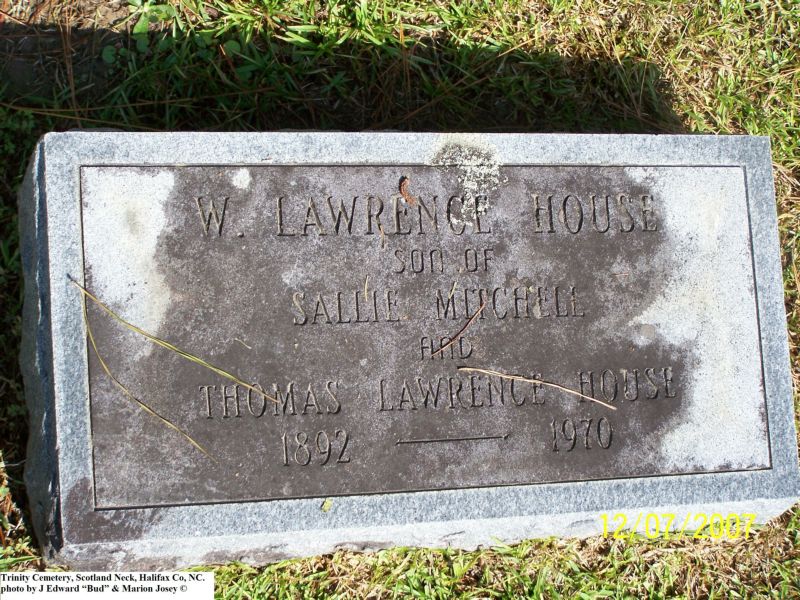 W. LAWRENCE HOUSE
SON OF
SALLIE MITCHELL
AND
THOMAS LAWRENCE HOUSE
1892 — 1970
12/07/2007
Trinity Cemetery, Scotland Neck, Halifax Co, NC.
photo by J Edward “Bud” & Marion Josey ©